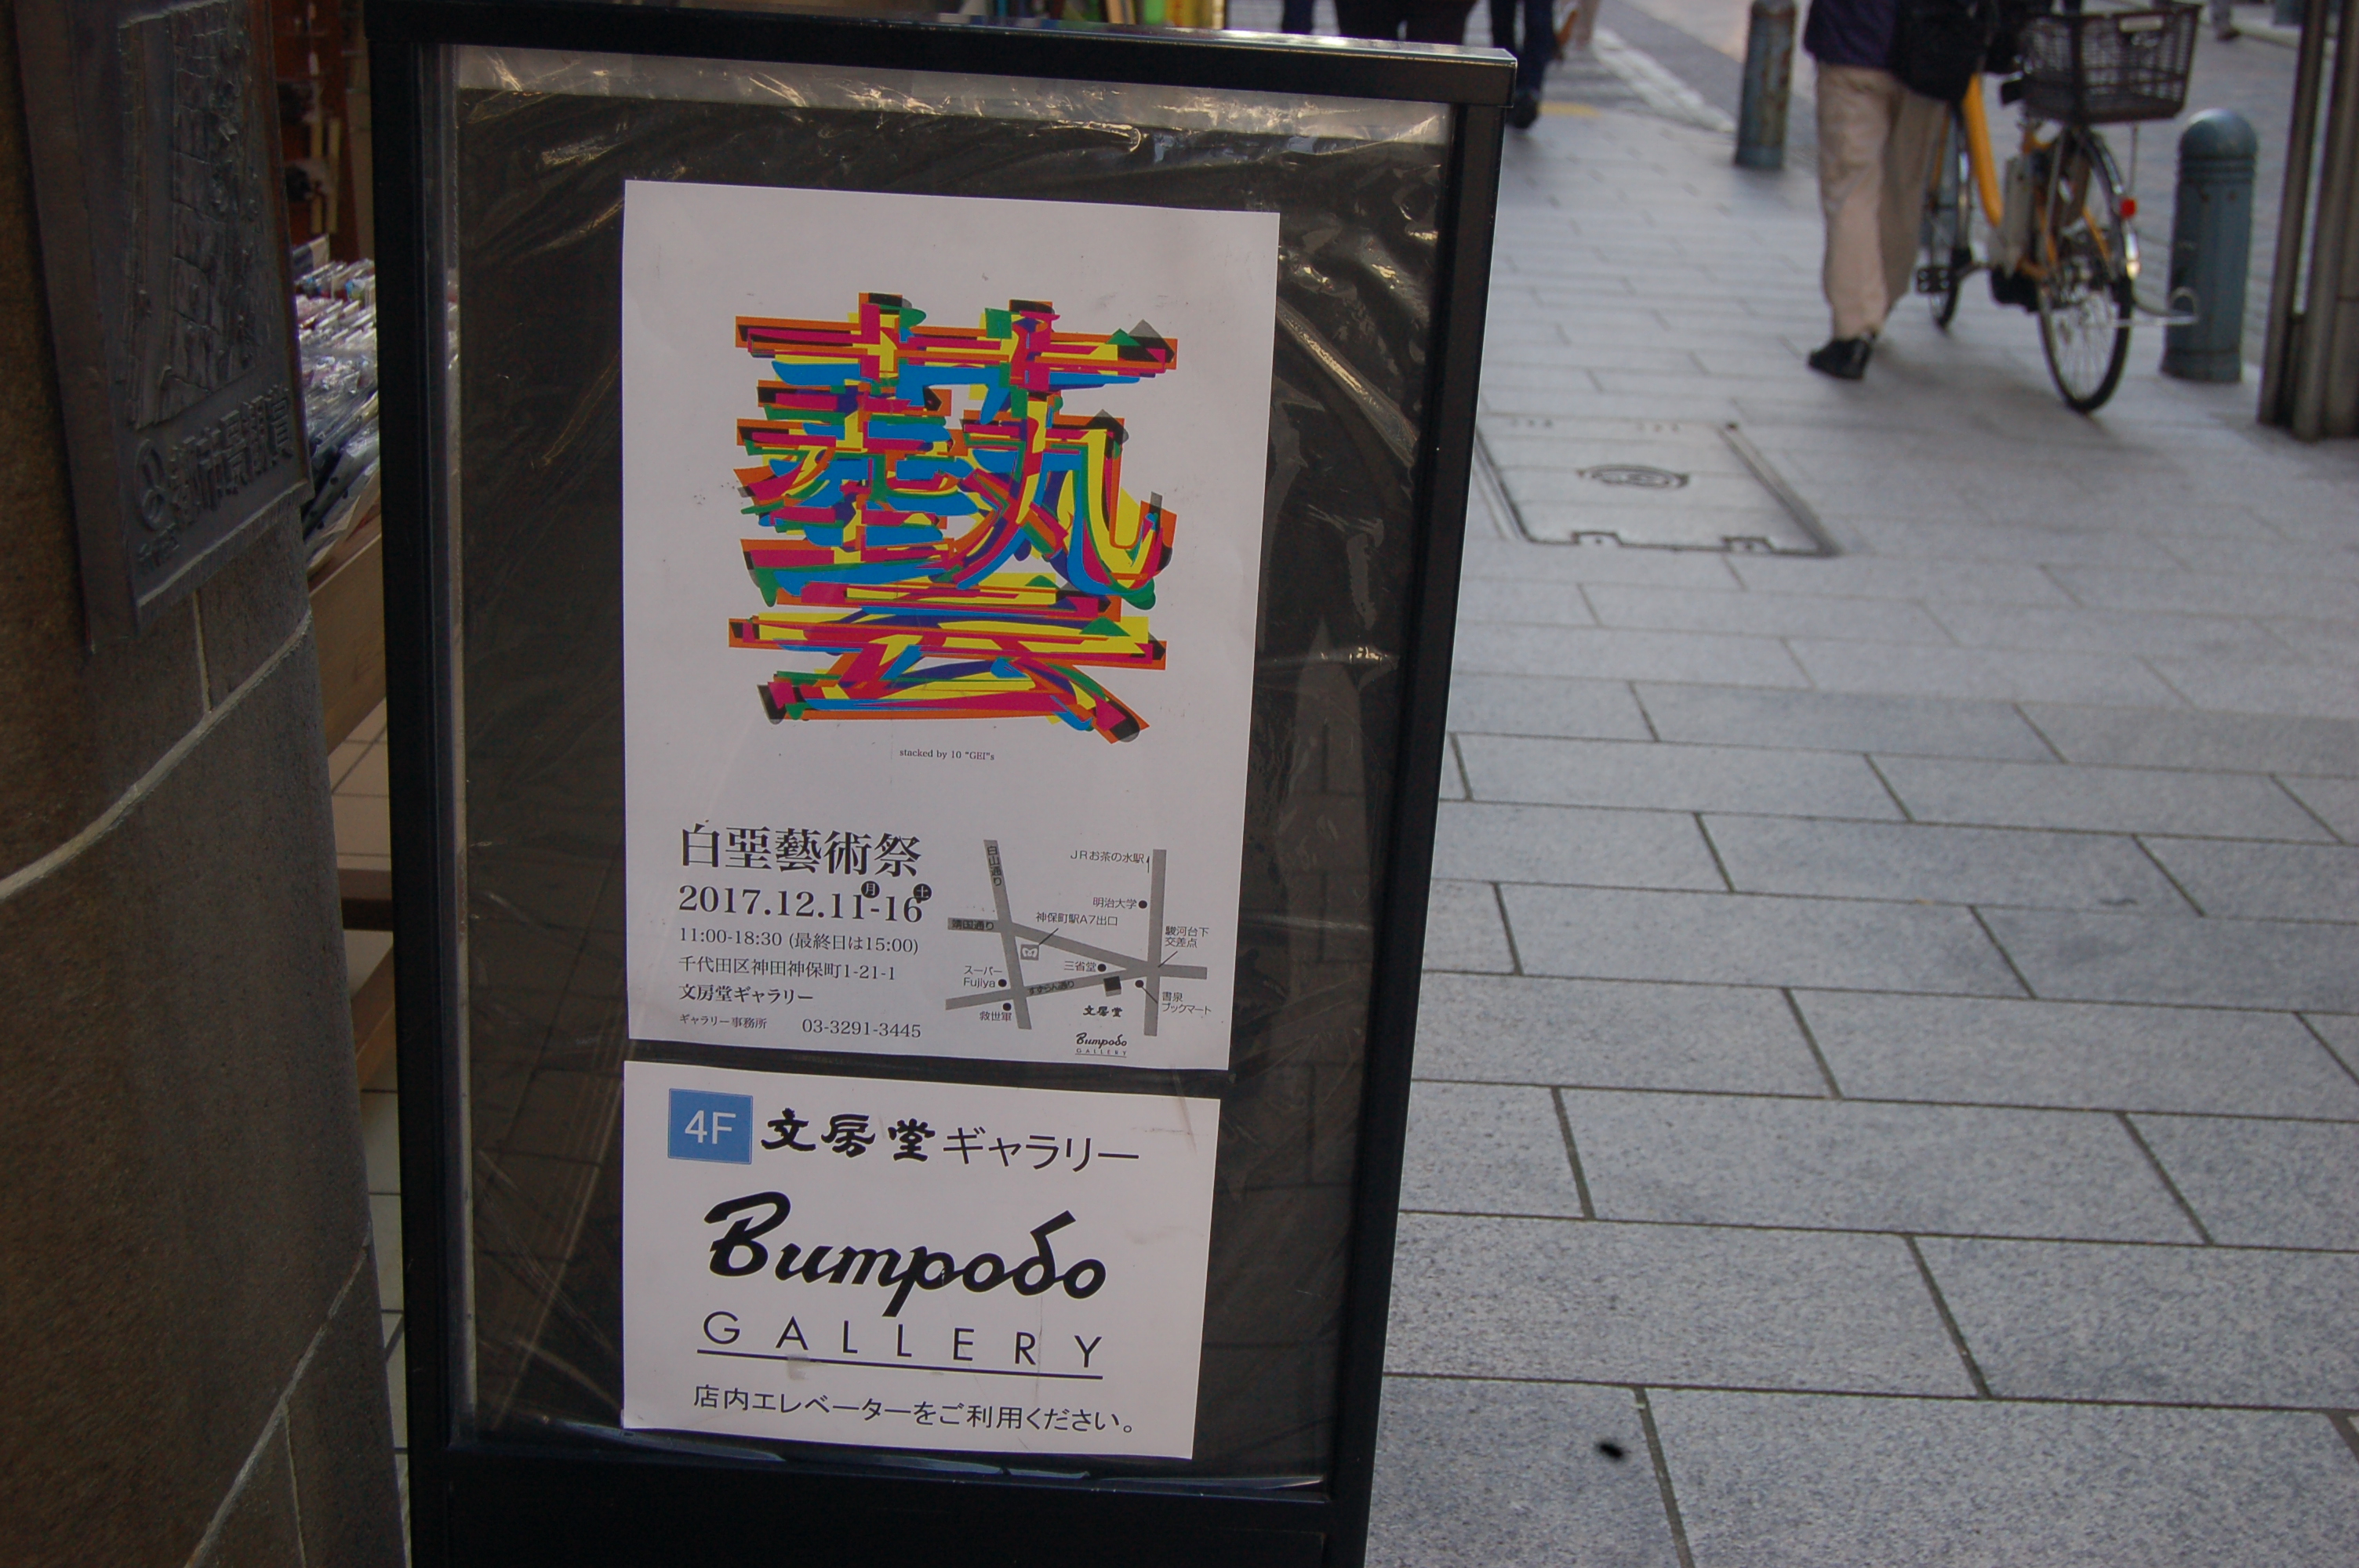 藝
stacked by 10 "GEI"s
白亜藝術祭
2017.12.11月-16土
11:00-18:30 (最終日は15:00)
千代田区神田神保町1-21-1
文房堂ギャラリー
ギャラリー事務所 03-3291-3445
白山通り
JRお茶の水駅
明治大学
靖国通り
神保町駅A7出口
駿河台下
交差点
三省堂
スーパー
Fujiya
すずらん通り
書泉
ブックマート
救世軍
文房堂
Bumpodo
GALLERY
4F 文房堂ギャラリー
Bumpodo
GALLERY
店内エレベーターをご利用ください。